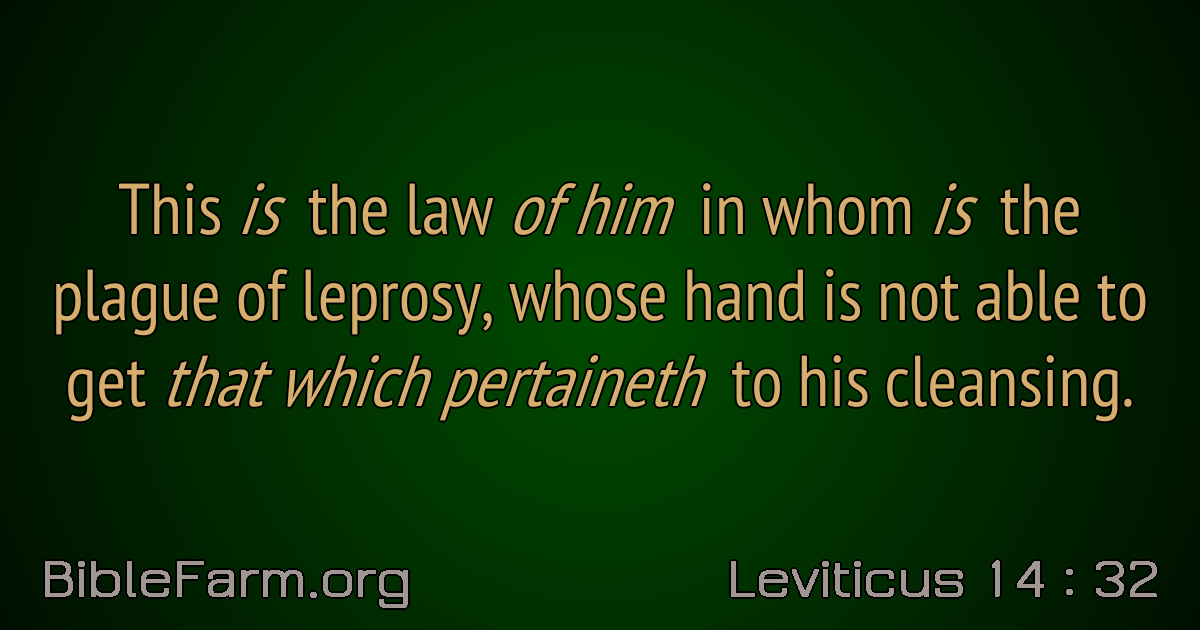 This is the law of him in whom is the
plague of leprosy, whose hand is not able to
get that which pertaineth to his cleansing.
BibleFarm.org
Leviticus 14 : 32